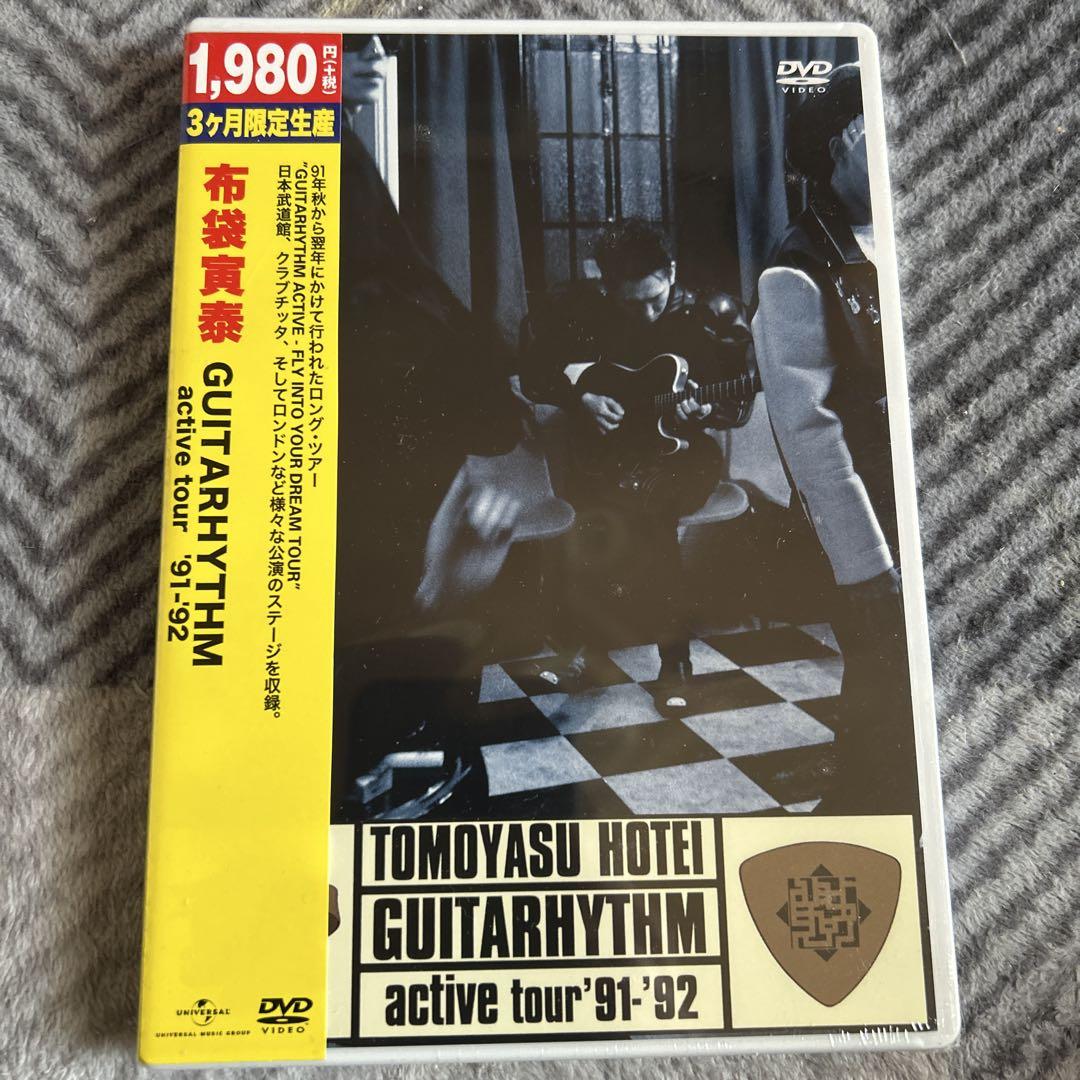 1,980円(+税)
3ヶ月限定生産
布袋寅泰
GUITARHYTHM
active tour '91-'92
91年秋から翌年にかけて行われたロング・ツアー
"GUITARHYTHM ACTIVE - FLY INTO YOUR DREAM TOUR"
日本武道館、クラブチッタ、そしてロンドンなど様々な公演のステージを収録。
UNIVERSAL
UNIVERSAL MUSIC GROUP
DVD
VIDEO
DVD
VIDEO
TOMOYASU HOTEI
GUITARHYTHM
active tour'91-'92